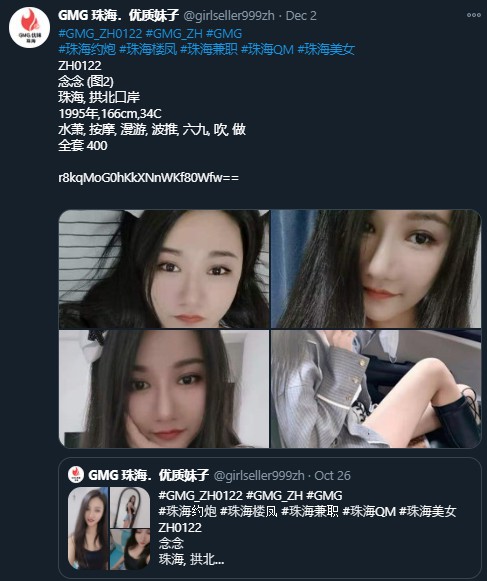 GMG 珠海．优质妹子 @girlseller999zh · Dec 2
#GMG_ZH0122 #GMG_ZH #GMG
#珠海约炮 #珠海楼凤 #珠海兼职 #珠海QM #珠海美女
ZH0122
念念 (图2)
珠海, 拱北口岸
1995年,166cm,34C
水薰, 按摩, 漫游, 波推, 六九, 吹, 做
全套 400
r8kqMoG0hKkXNnWKf80Wfw==
GMG 珠海．优质妹子 @girlseller999zh · Oct 26
#GMG_ZH0122 #GMG_ZH #GMG
#珠海约炮 #珠海楼凤 #珠海兼职 #珠海QM #珠海美女
ZH0122
念念
珠海, 拱北...